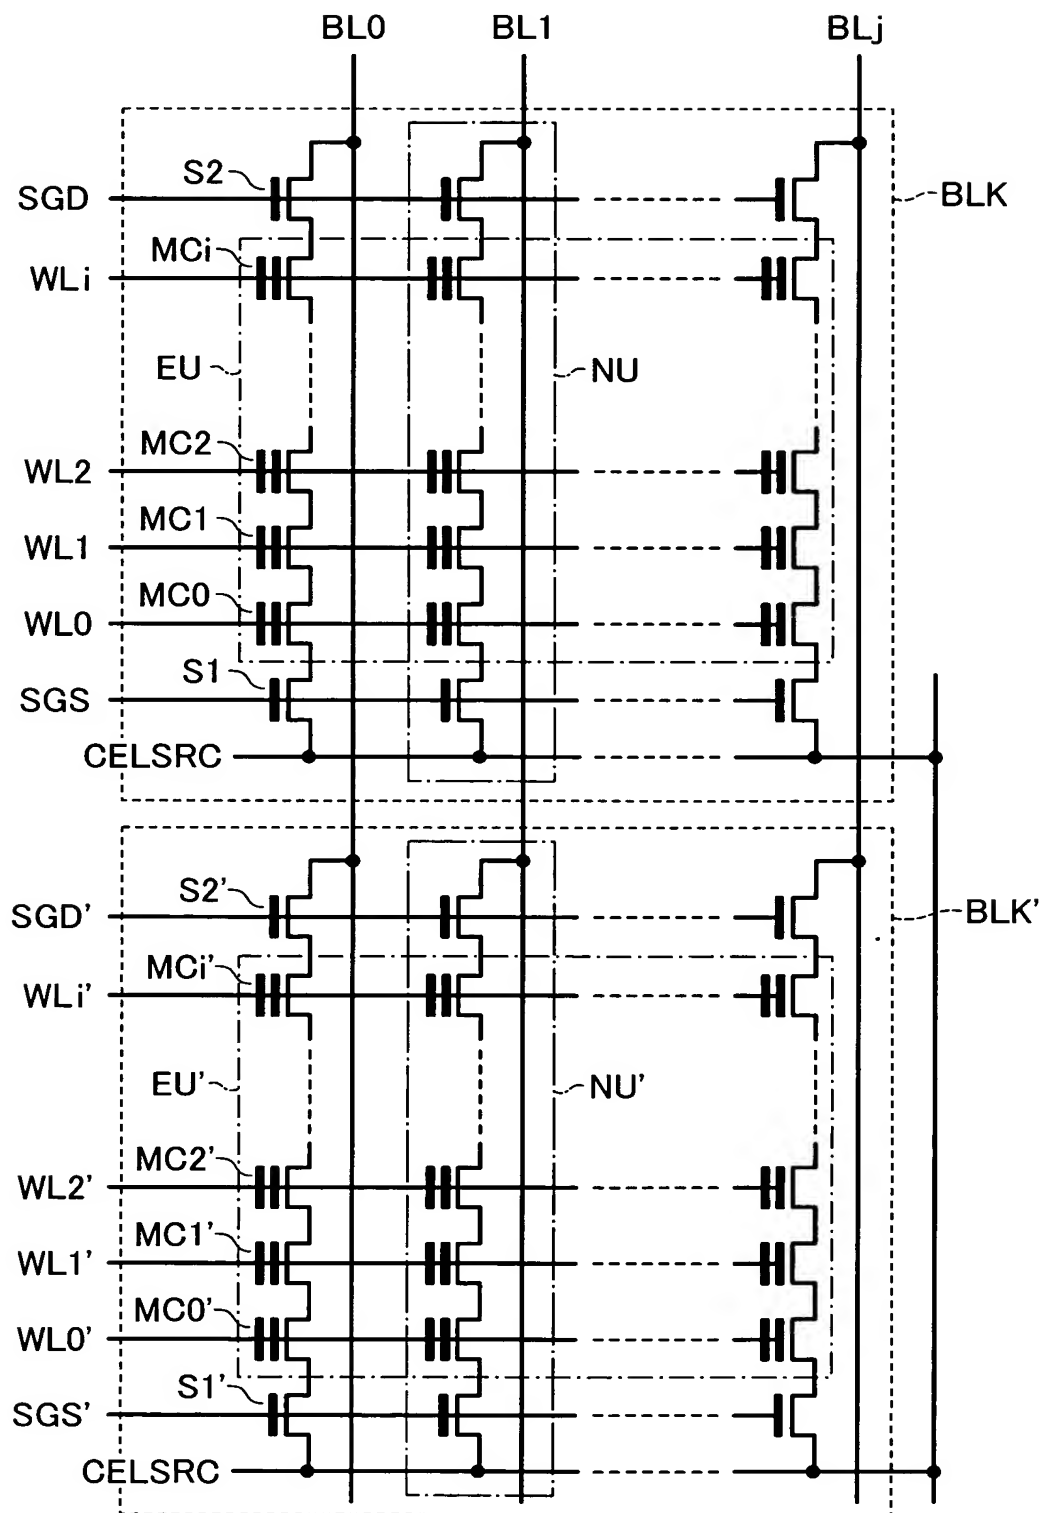 BL0 BL1 BLj
S2
SGD
BLK
MCi
WLi
EU
NU
MC2
WL2
MC1
WL1
MC0
WL0
S1
SGS
CELSRC
S2'
SGD'
BLK'
MCi'
WLi'
EU'
NU'
MC2'
WL2'
MC1'
WL1'
MC0'
WL0'
S1'
SGS'
CELSRC